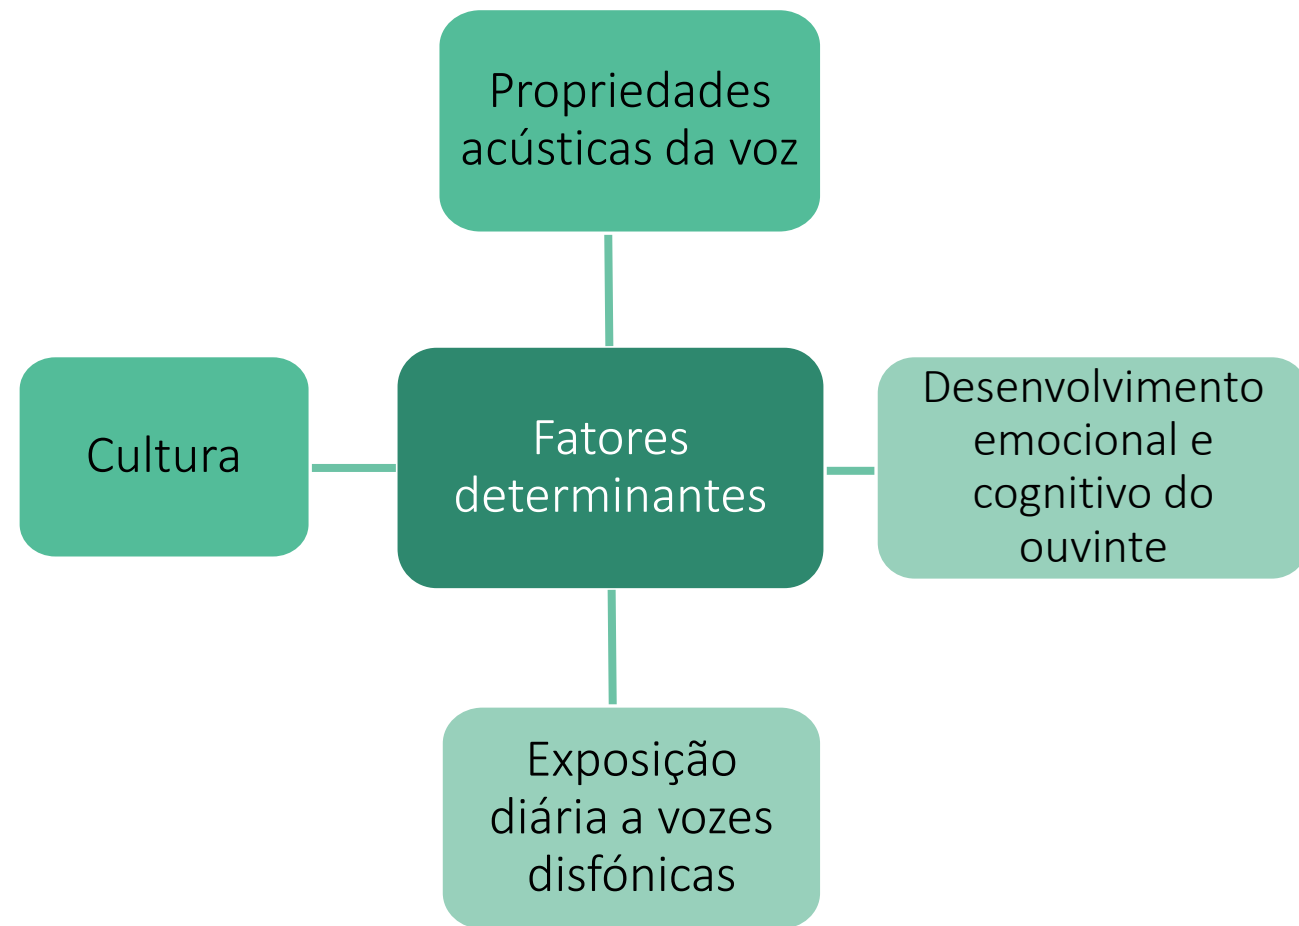 Propriedades
acústicas da voz
Cultura
Fatores
determinantes
Desenvolvimento
emocional e
cognitivo do
ouvinte
Exposição
diária a vozes
disfónicas